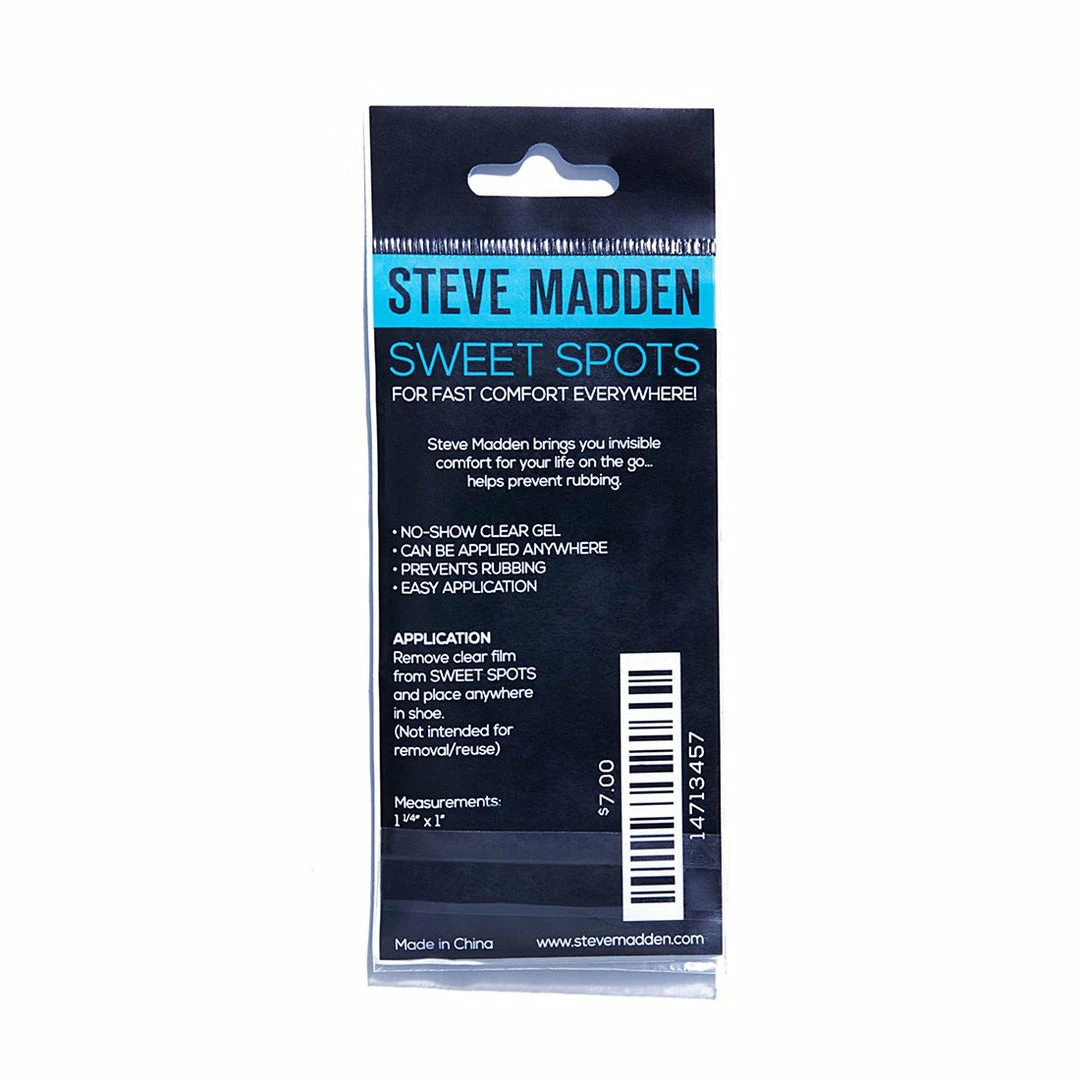 STEVE MADDEN
SWEET SPOTS
FOR FAST COMFORT EVERYWHERE!
Steve Madden brings you invisible
comfort for your life on the go...
helps prevent rubbing.
• NO-SHOW CLEAR GEL
• CAN BE APPLIED ANYWHERE
• PREVENTS RUBBING
• EASY APPLICATION
APPLICATION
Remove clear film
from SWEET SPOTS
and place anywhere
in shoe.
(Not intended for
removal/reuse)
Measurements:
1 1/4" x 1"
$7.00
14713457
Made in China
www.stevemadden.com